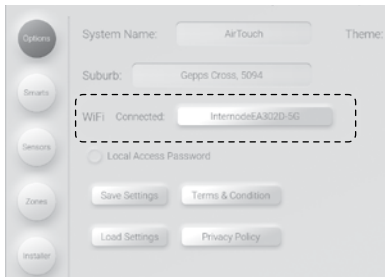 Options
System Name: AirTouch Theme:
Suburb: Gepps Cross, 5094
Smarts
WiFi Connected: InternodeEA302D-5G
Sensors
Local Access Password
Zones
Save Settings Terms & Condition
Load Settings Privacy Policy
Installer